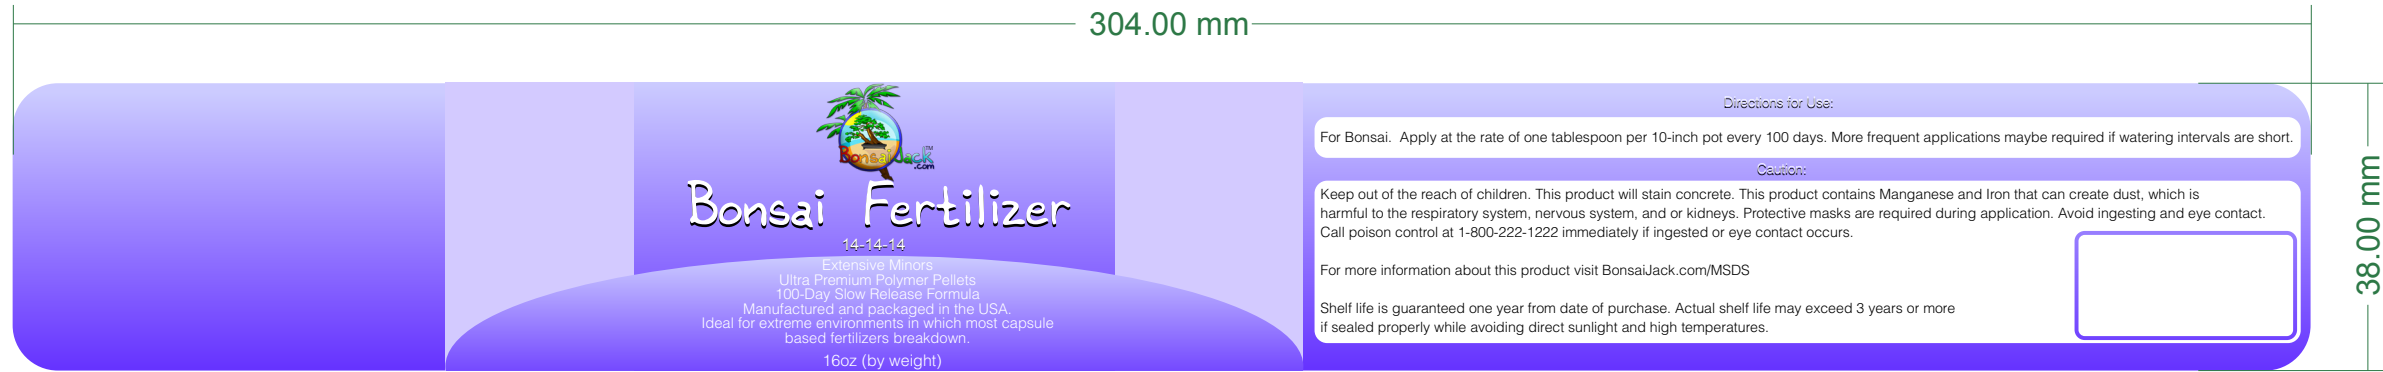 304.00 mm
BonsaiJack TM
.com
Bonsai Fertilizer
14-14-14
Extensive Minors
Ultra Premium Polymer Pellets
100-Day Slow Release Formula
Manufactured and packaged in the USA.
Ideal for extreme environments in which most capsule
based fertilizers breakdown.
16oz (by weight)
Directions for Use:
For Bonsai.  Apply at the rate of one tablespoon per 10-inch pot every 100 days. More frequent applications maybe required if watering intervals are short.
Caution:
Keep out of the reach of children. This product will stain concrete. This product contains Manganese and Iron that can create dust, which is
harmful to the respiratory system, nervous system, and or kidneys. Protective masks are required during application. Avoid ingesting and eye contact.
Call poison control at 1-800-222-1222 immediately if ingested or eye contact occurs.
For more information about this product visit BonsaiJack.com/MSDS
Shelf life is guaranteed one year from date of purchase. Actual shelf life may exceed 3 years or more
if sealed properly while avoiding direct sunlight and high temperatures.
38.00 mm